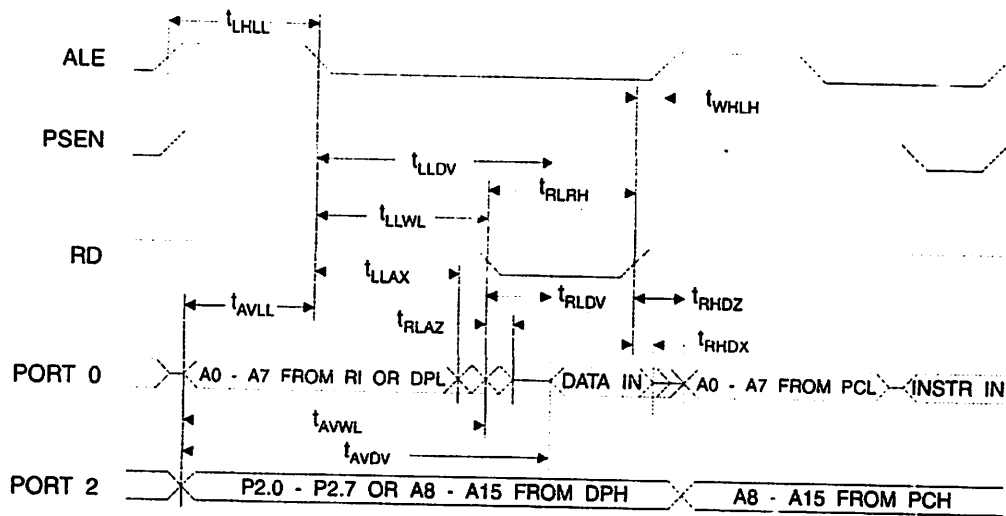 tLHLL
ALE
tWHLH
PSEN
tLLDV
tRLRH
tLLWL
RD
tLLAX
tRLDV
tAVLL
tRHDZ
tRLAZ
tRHDX
PORT 0
A0 - A7 FROM RI OR DPL
DATA IN
A0 - A7 FROM PCL
INSTR IN
tAVWL
tAVDV
PORT 2
P2.0 - P2.7 OR A8 - A15 FROM DPH
A8 - A15 FROM PCH